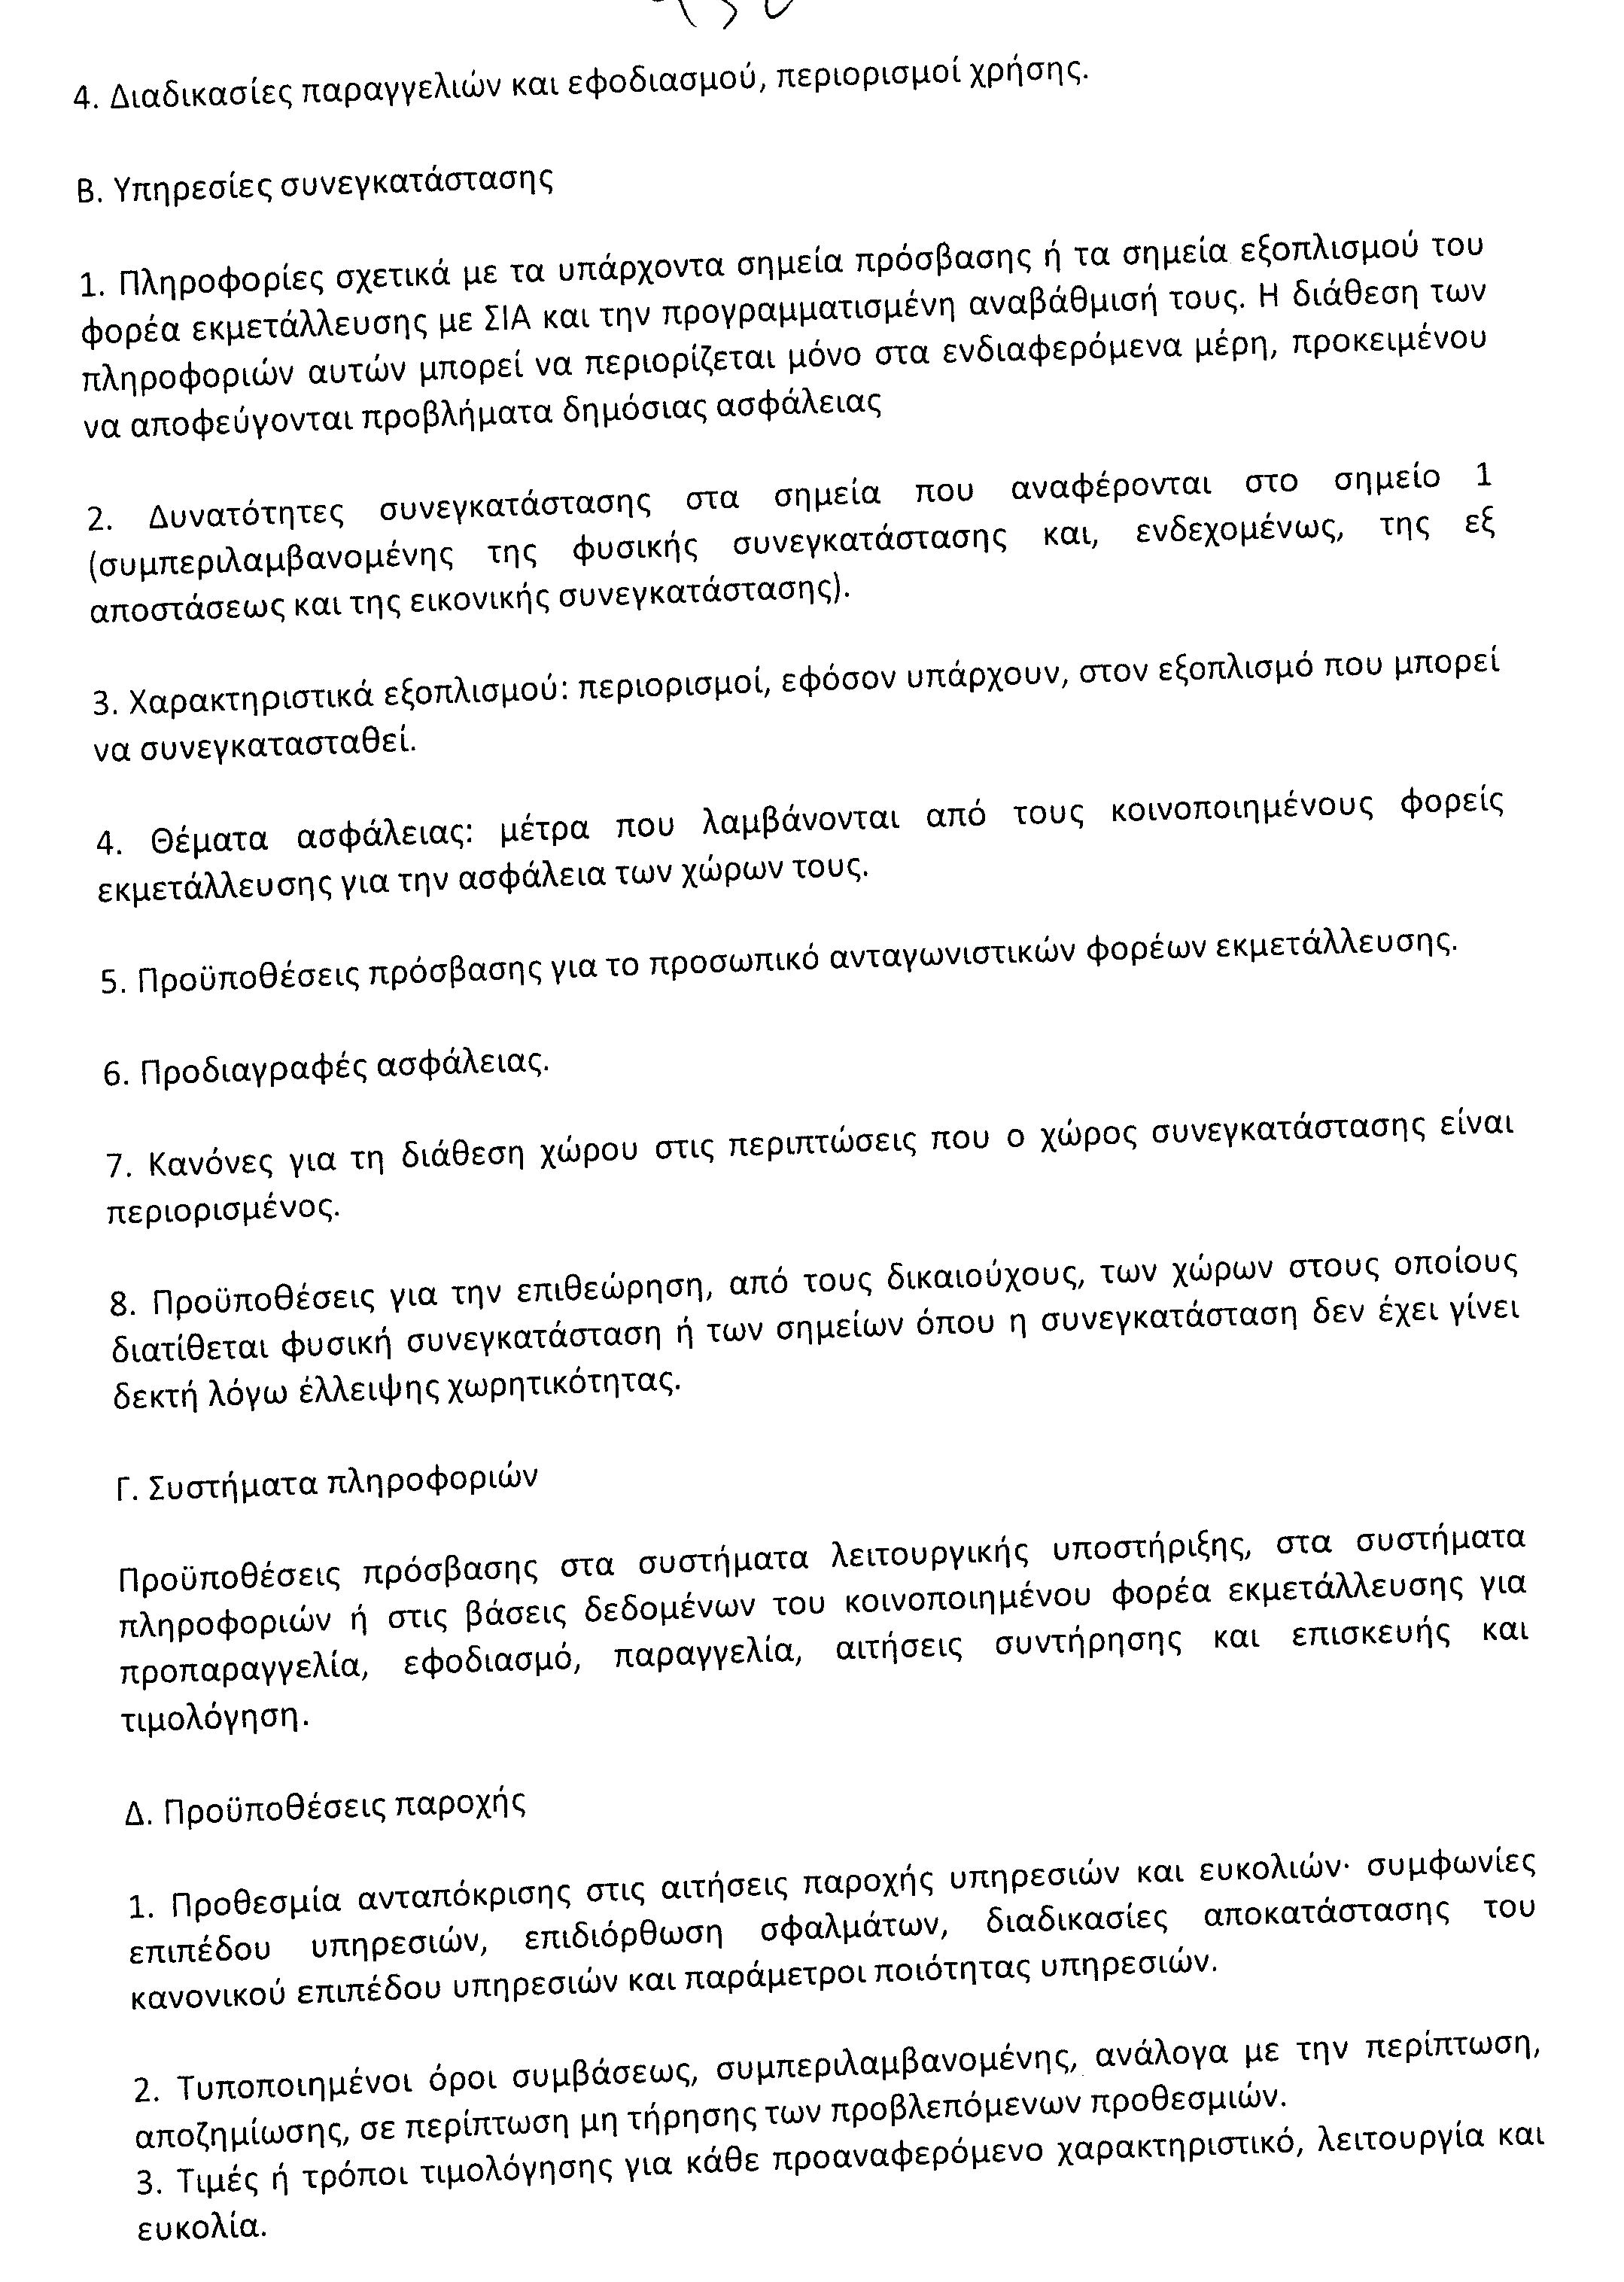 4. Διαδικασίες παραγγελιών και εφοδιασμού, περιορισμοί χρήσης.
Β. Υπηρεσίες συνεγκατάστασης
1. Πληροφορίες σχετικά με τα υπάρχοντα σημεία πρόσβασης ή τα σημεία εξοπλισμού του
φορέα εκμετάλλευσης με ΣΙΑ και την προγραμματισμένη αναβάθμισή τους. Η διάθεση των
πληροφοριών αυτών μπορεί να περιορίζεται μόνο στα ενδιαφερόμενα μέρη, προκειμένου
να αποφεύγονται προβλήματα δημόσιας ασφάλειας
2. Δυνατότητες συνεγκατάστασης στα σημεία που αναφέρονται στο σημείο 1
(συμπεριλαμβανομένης της φυσικής συνεγκατάστασης και, ενδεχομένως, της εξ
αποστάσεως και της εικονικής συνεγκατάστασης).
3. Χαρακτηριστικά εξοπλισμού: περιορισμοί, εφόσον υπάρχουν, στον εξοπλισμό που μπορεί
να συνεγκατασταθεί.
4. Θέματα ασφάλειας: μέτρα που λαμβάνονται από τους κοινοποιημένους φορείς
εκμετάλλευσης για την ασφάλεια των χώρων τους.
5. Προϋποθέσεις πρόσβασης για το προσωπικό ανταγωνιστικών φορέων εκμετάλλευσης.
6. Προδιαγραφές ασφάλειας.
7. Κανόνες για τη διάθεση χώρου στις περιπτώσεις που ο χώρος συνεγκατάστασης είναι
περιορισμένος.
8. Προϋποθέσεις για την επιθεώρηση, από τους δικαιούχους, των χώρων στους οποίους
διατίθεται φυσική συνεγκατάσταση ή των σημείων όπου η συνεγκατάσταση δεν έχει γίνει
δεκτή λόγω έλλειψης χωρητικότητας.
Γ. Συστήματα πληροφοριών
Προϋποθέσεις πρόσβασης στα συστήματα λειτουργικής υποστήριξης, στα συστήματα
πληροφοριών ή στις βάσεις δεδομένων του κοινοποιημένου φορέα εκμετάλλευσης για
προπαραγγελία, εφοδιασμό, παραγγελία, αιτήσεις συντήρησης και επισκευής και
τιμολόγηση.
Δ. Προϋποθέσεις παροχής
1. Προθεσμία ανταπόκρισης στις αιτήσεις παροχής υπηρεσιών και ευκολιών· συμφωνίες
επιπέδου υπηρεσιών, επιδιόρθωση σφαλμάτων, διαδικασίες αποκατάστασης του
κανονικού επιπέδου υπηρεσιών και παράμετροι ποιότητας υπηρεσιών.
2. Τυποποιημένοι όροι συμβάσεως, συμπεριλαμβανομένης, ανάλογα με την περίπτωση,
αποζημίωσης, σε περίπτωση μη τήρησης των προβλεπόμενων προθεσμιών.
3. Τιμές ή τρόποι τιμολόγησης για κάθε προαναφερόμενο χαρακτηριστικό, λειτουργία και
ευκολία.